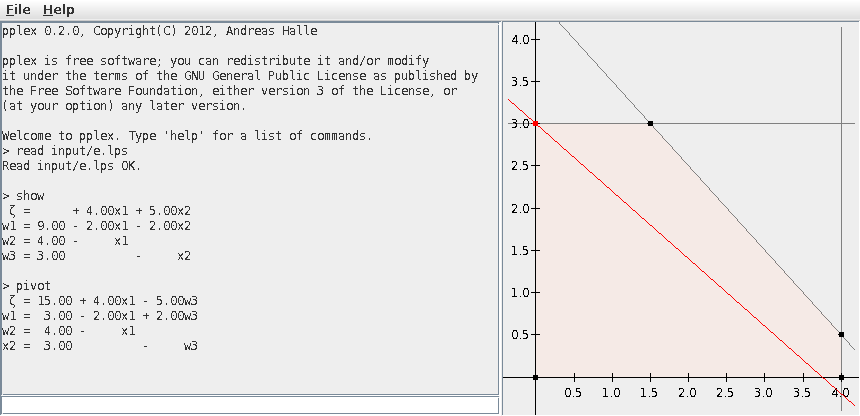 File Help
pplex 0.2.0, Copyright(C) 2012, Andreas Halle
pplex is free software; you can redistribute it and/or modify
it under the terms of the GNU General Public License as published by
the Free Software Foundation, either version 3 of the License, or
(at your option) any later version.
Welcome to pplex. Type 'help' for a list of commands.
> read input/e.lps
Read input/e.lps OK.
> show
ζ =      + 4.00x1 + 5.00x2
w1 = 9.00 - 2.00x1 - 2.00x2
w2 = 4.00 -     x1
w3 = 3.00          -     x2
> pivot
ζ = 15.00 + 4.00x1 - 5.00w3
w1 =  3.00 - 2.00x1 + 2.00w3
w2 =  4.00 -     x1
x2 =  3.00          -     w3
4.0
3.5
3.0
2.5
2.0
1.5
1.0
0.5
0.5 1.0 1.5 2.0 2.5 3.0 3.5 4.0